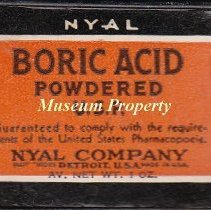 NYAL
BORIC ACID
POWDERED
Museum Property
U.S.P.
Guaranteed to comply with the require-
ments of the United States Pharmacopoeia.
NYAL COMPANY
DETROIT, U.S.A.
AV. NET WT. 1 OZ.